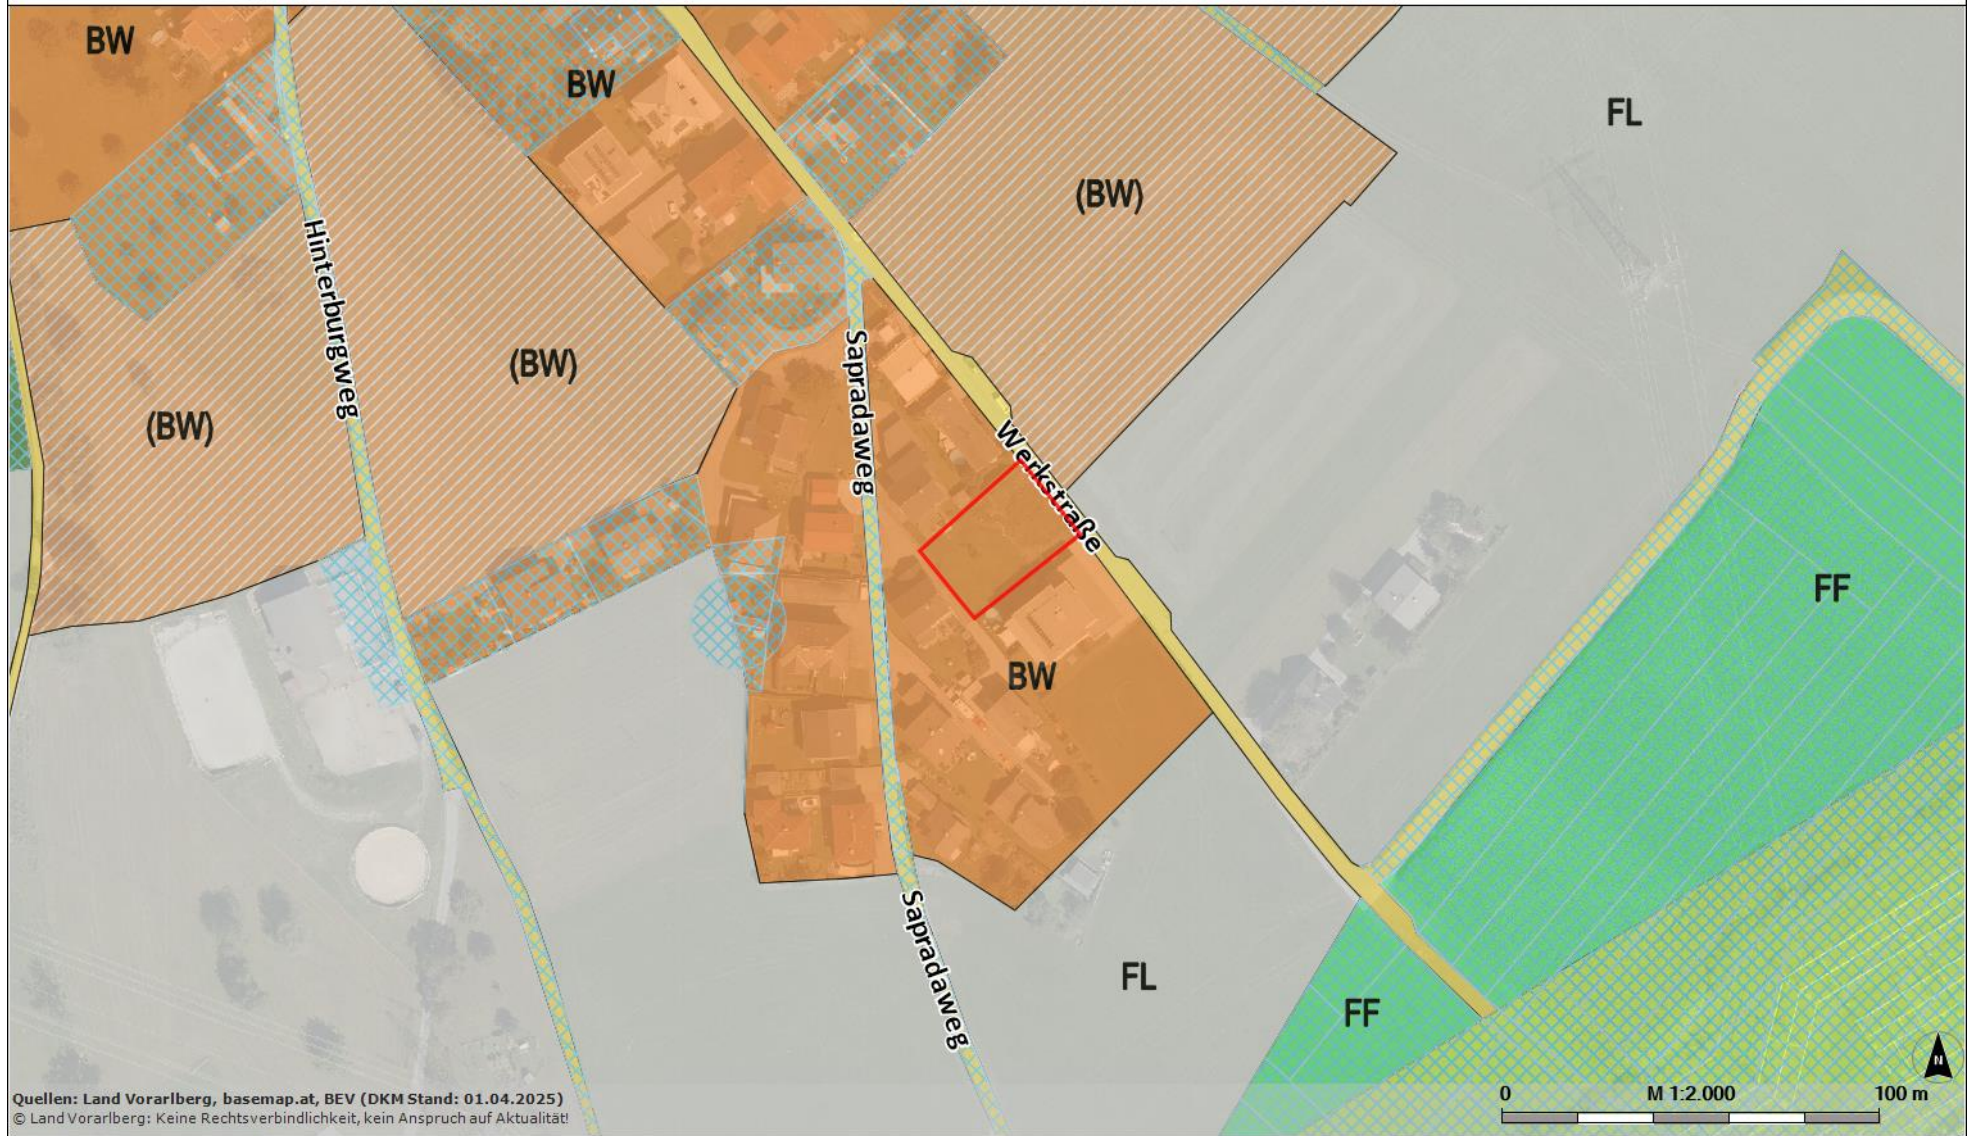 BW
BW
FL
(BW)
Hinterburgweg
(BW)
Sapradaweg
(BW)
Werkstraße
FF
BW
Sapradaweg
FL
FF
N
Quellen: Land Vorarlberg, basemap.at, BEV (DKM Stand: 01.04.2025)
© Land Vorarlberg: Keine Rechtsverbindlichkeit, kein Anspruch auf Aktualität!
0 M 1:2.000 100 m